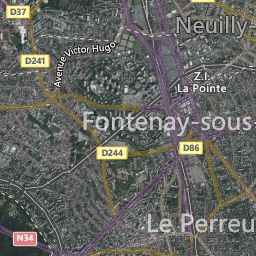 D37
Neuilly
Avenue Victor Hugo
D241
Z.I.
La Pointe
Fontenay-sous-
D244
D86
Le Perreu
N34